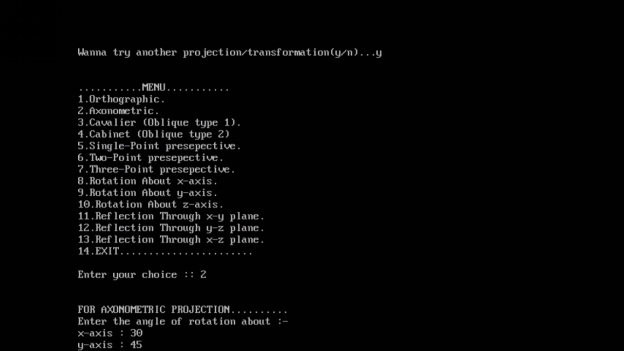 Wanna try another projection/transformation(y/n)...y
...........MENU...........
1.Orthographic.
2.Axonometric.
3.Cavalier (Oblique type 1).
4.Cabinet (Oblique type 2)
5.Single-Point presepective.
6.Two-Point presepective.
7.Three-Point presepective.
8.Rotation About x-axis.
9.Rotation About y-axis.
10.Rotation About z-axis.
11.Reflection Through x-y plane.
12.Reflection Through y-z plane.
13.Reflection Through x-z plane.
14.EXIT.......................
Enter your choice :: 2
FOR AXONOMETRIC PROJECTION..........
Enter the angle of rotation about :-
x-axis : 30
y-axis : 45